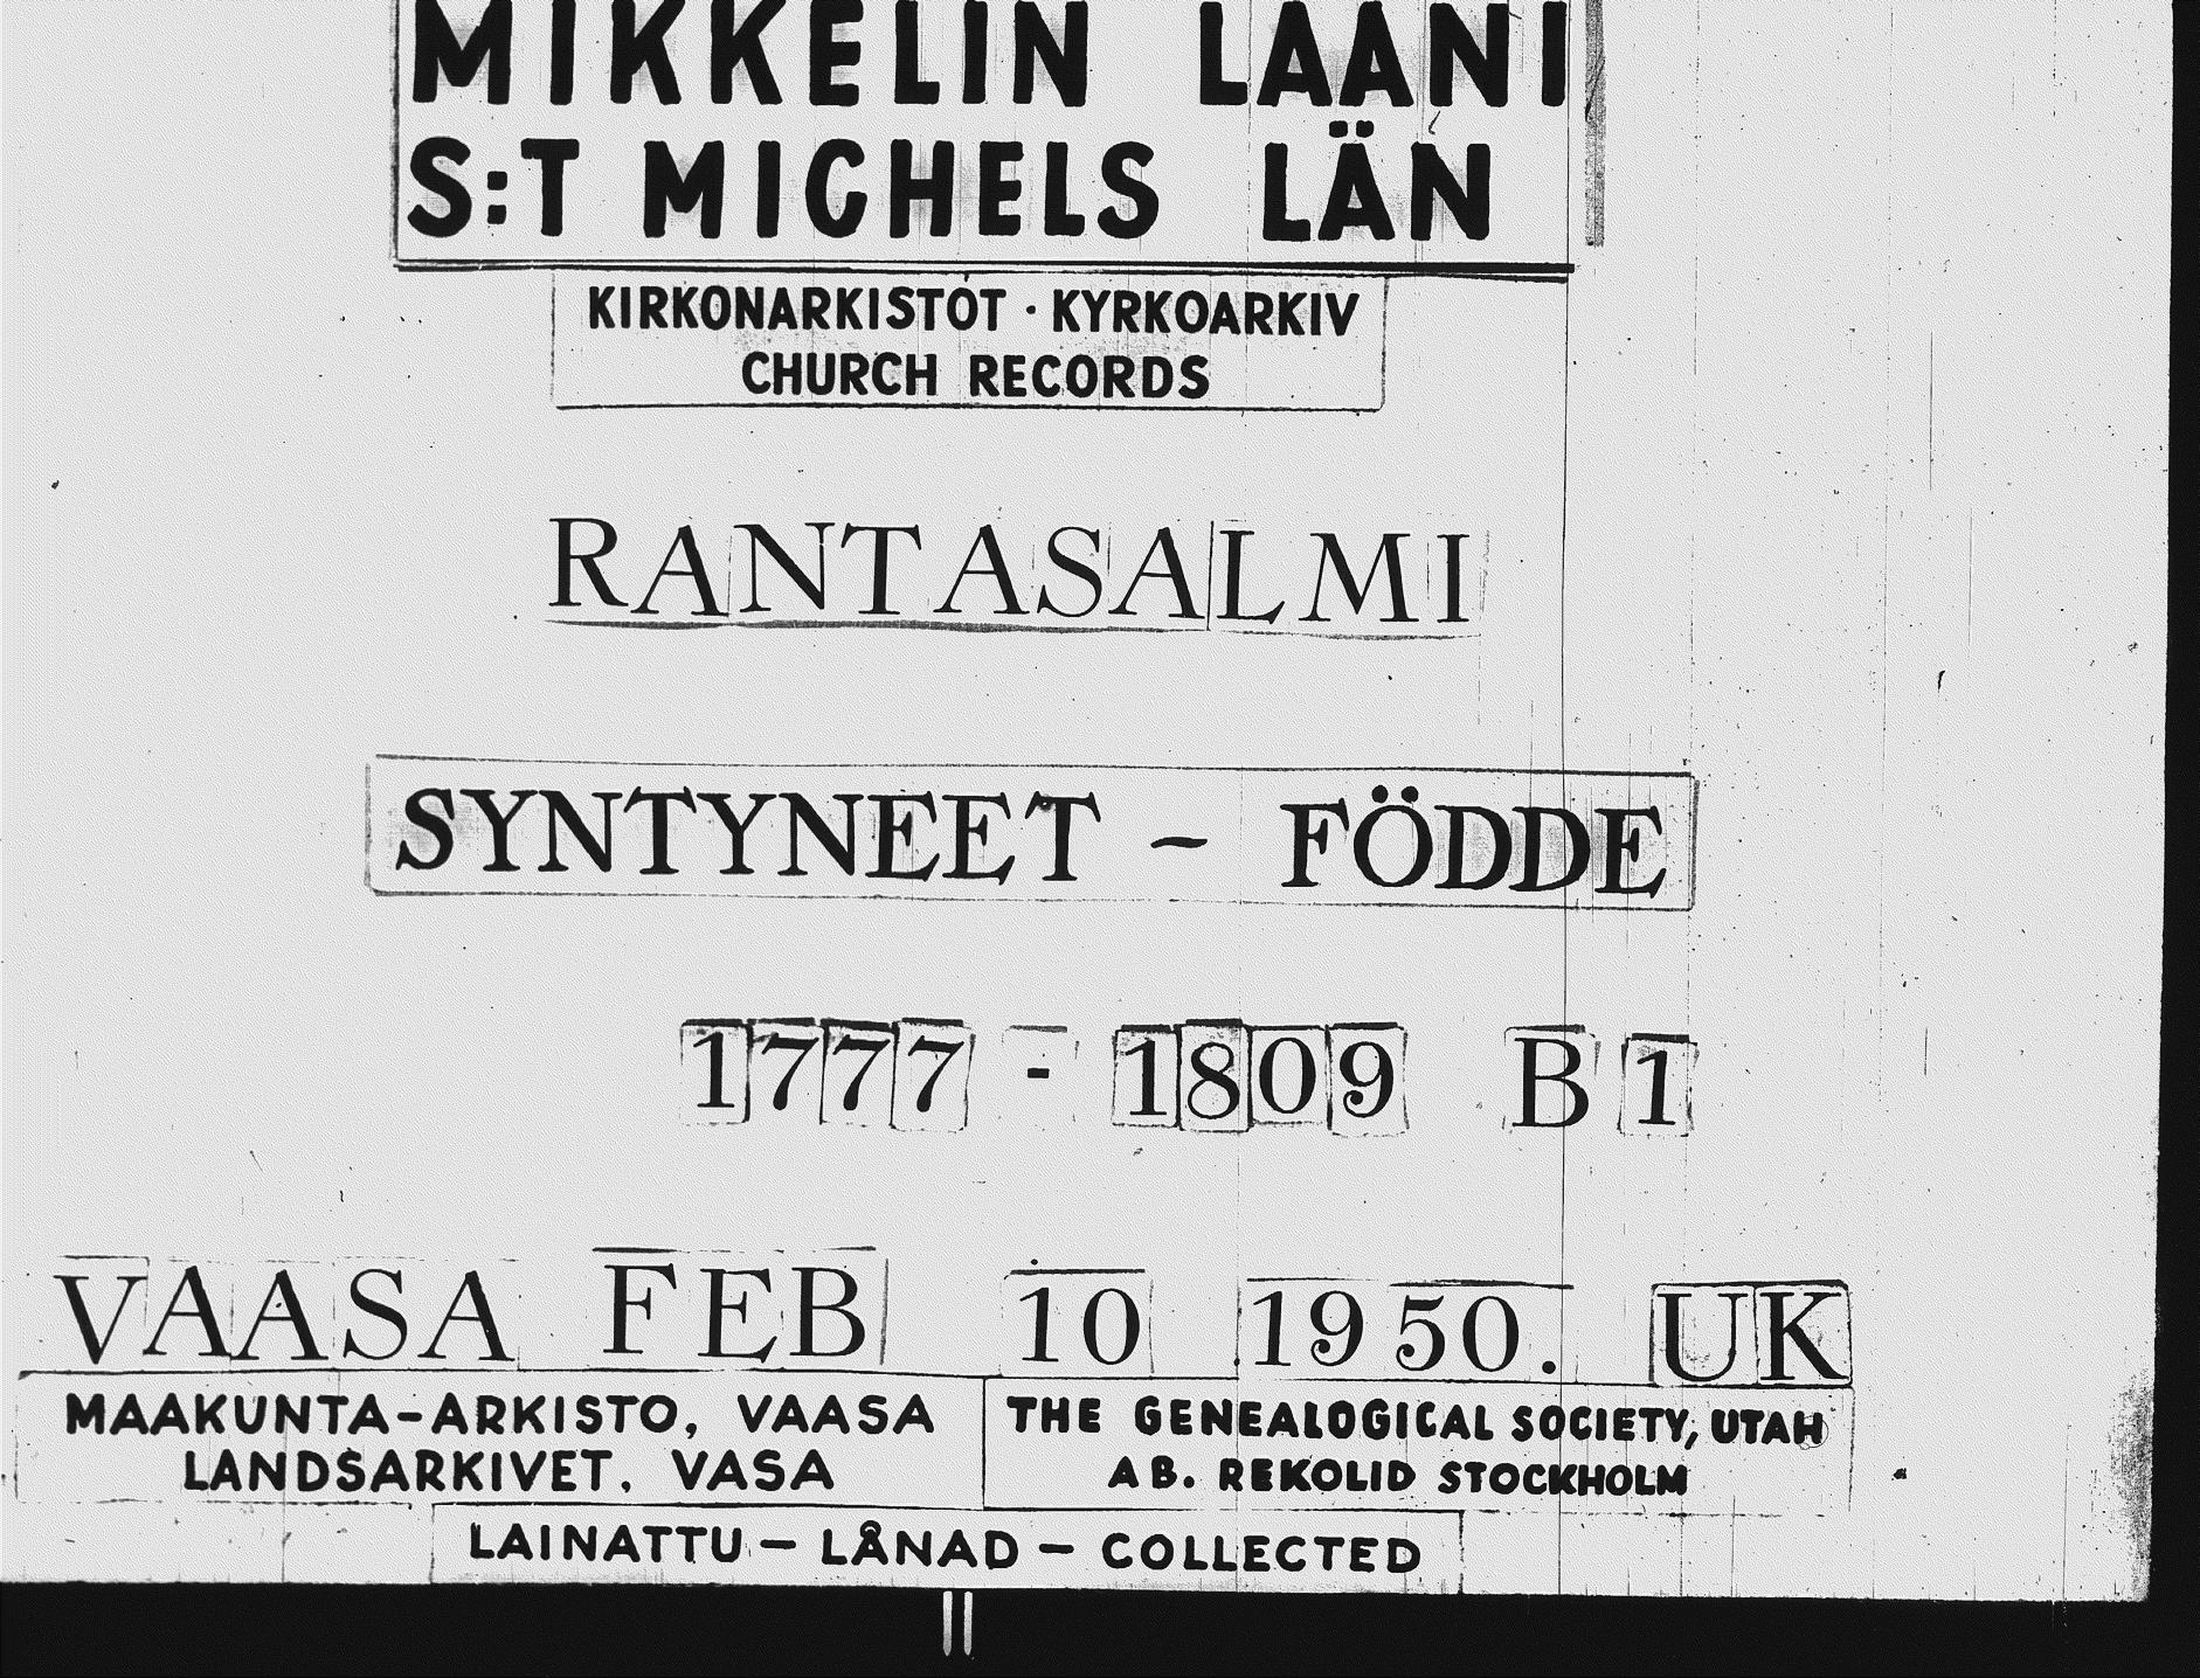 MIKKELIN LAANI
S:T MICHELS LÄN
KIRKONARKISTOT · KYRKOARKIV
CHURCH RECORDS
RANTASALMI
SYNTYNEET - FÖDDE
1777 - 1809 B1
VAASA FEB 10 1950. UK
MAAKUNTA-ARKISTO, VAASA
LANDSARKIVET, VASA
THE GENEALOGICAL SOCIETY, UTAH
AB. REKOLID STOCKHOLM
LAINATTU - LÅNAD - COLLECTED